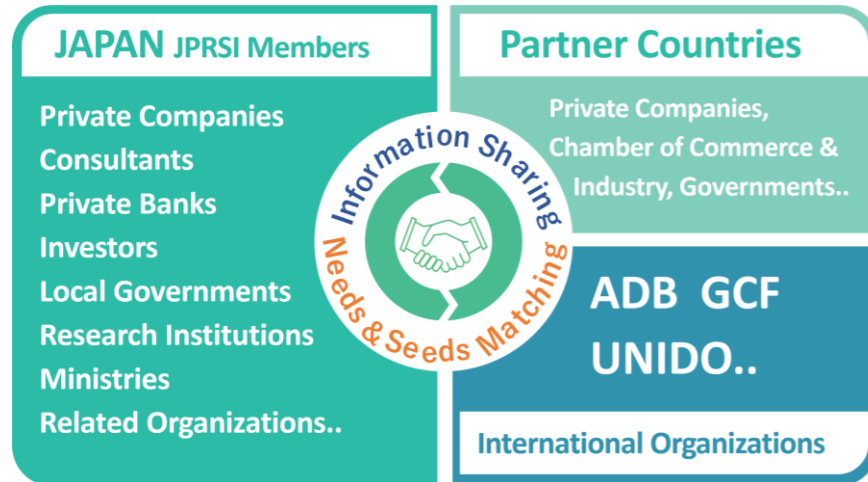 JAPAN JPRSI Members
Private Companies
Consultants
Private Banks
Investors
Local Governments
Research Institutions
Ministries
Related Organizations..
Information Sharing
Needs&Seeds Matching
Partner Countries
Private Companies,
Chamber of Commerce &
Industry, Governments..
ADB GCF
UNIDO..
International Organizations